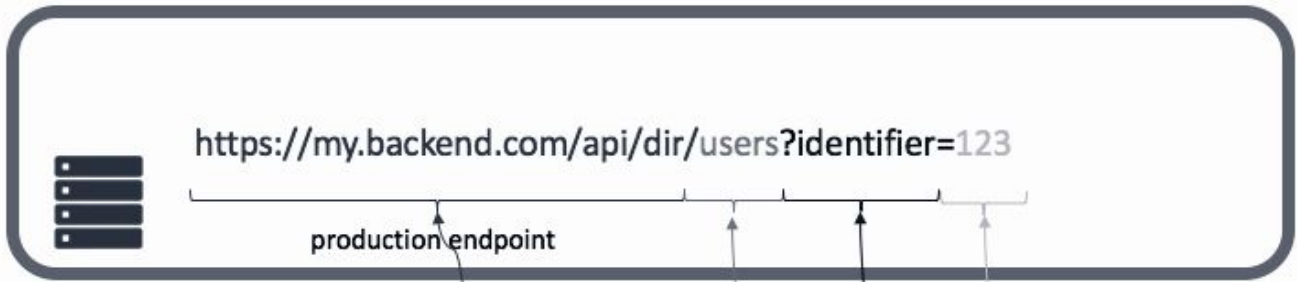 https://my.backend.com/api/dir/users?identifier=123
production endpoint